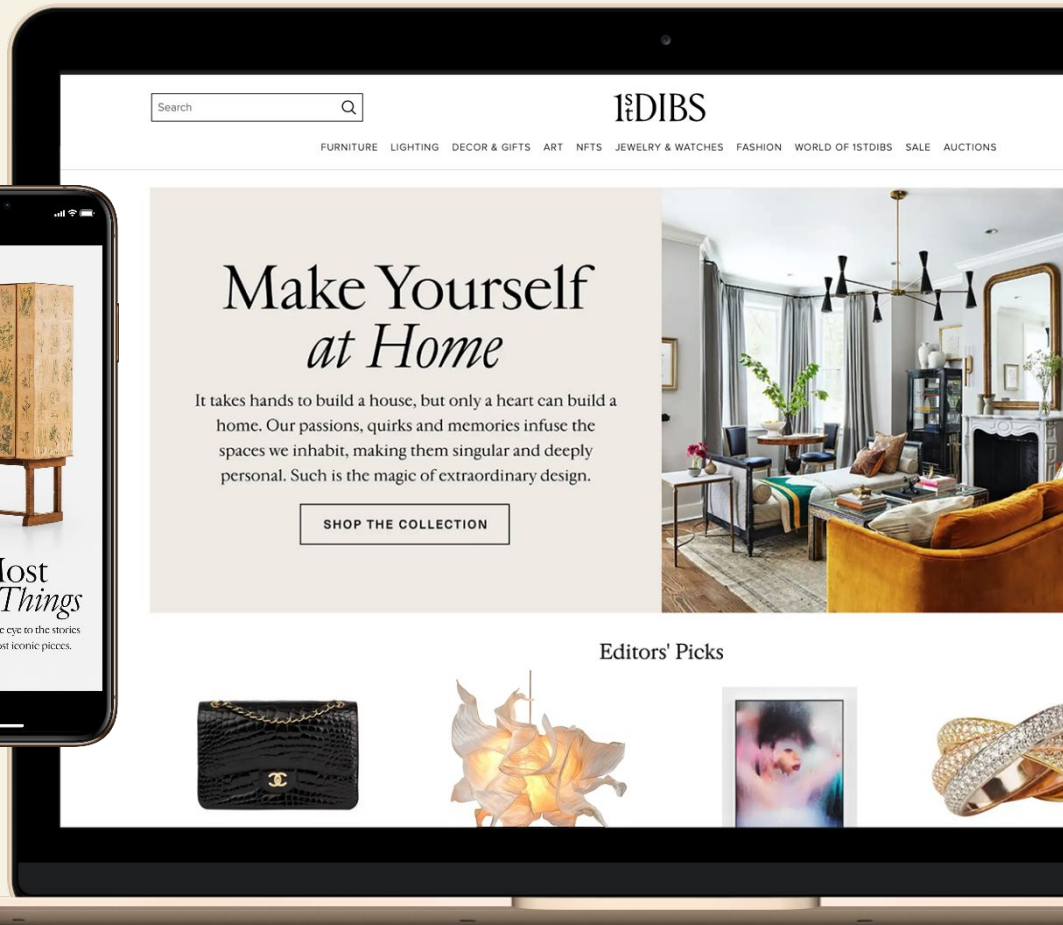 Search
1stDIBS
FURNITURE LIGHTING DECOR & GIFTS ART NFTS JEWELRY & WATCHES FASHION WORLD OF 1STDIBS SALE AUCTIONS
Make Yourself
at Home
It takes hands to build a house, but only a heart can build a
home. Our passions, quirks and memories infuse the
spaces we inhabit, making them singular and deeply
personal. Such is the magic of extraordinary design.
SHOP THE COLLECTION
Editors' Picks
Things
eye to the stories
iconic pieces.